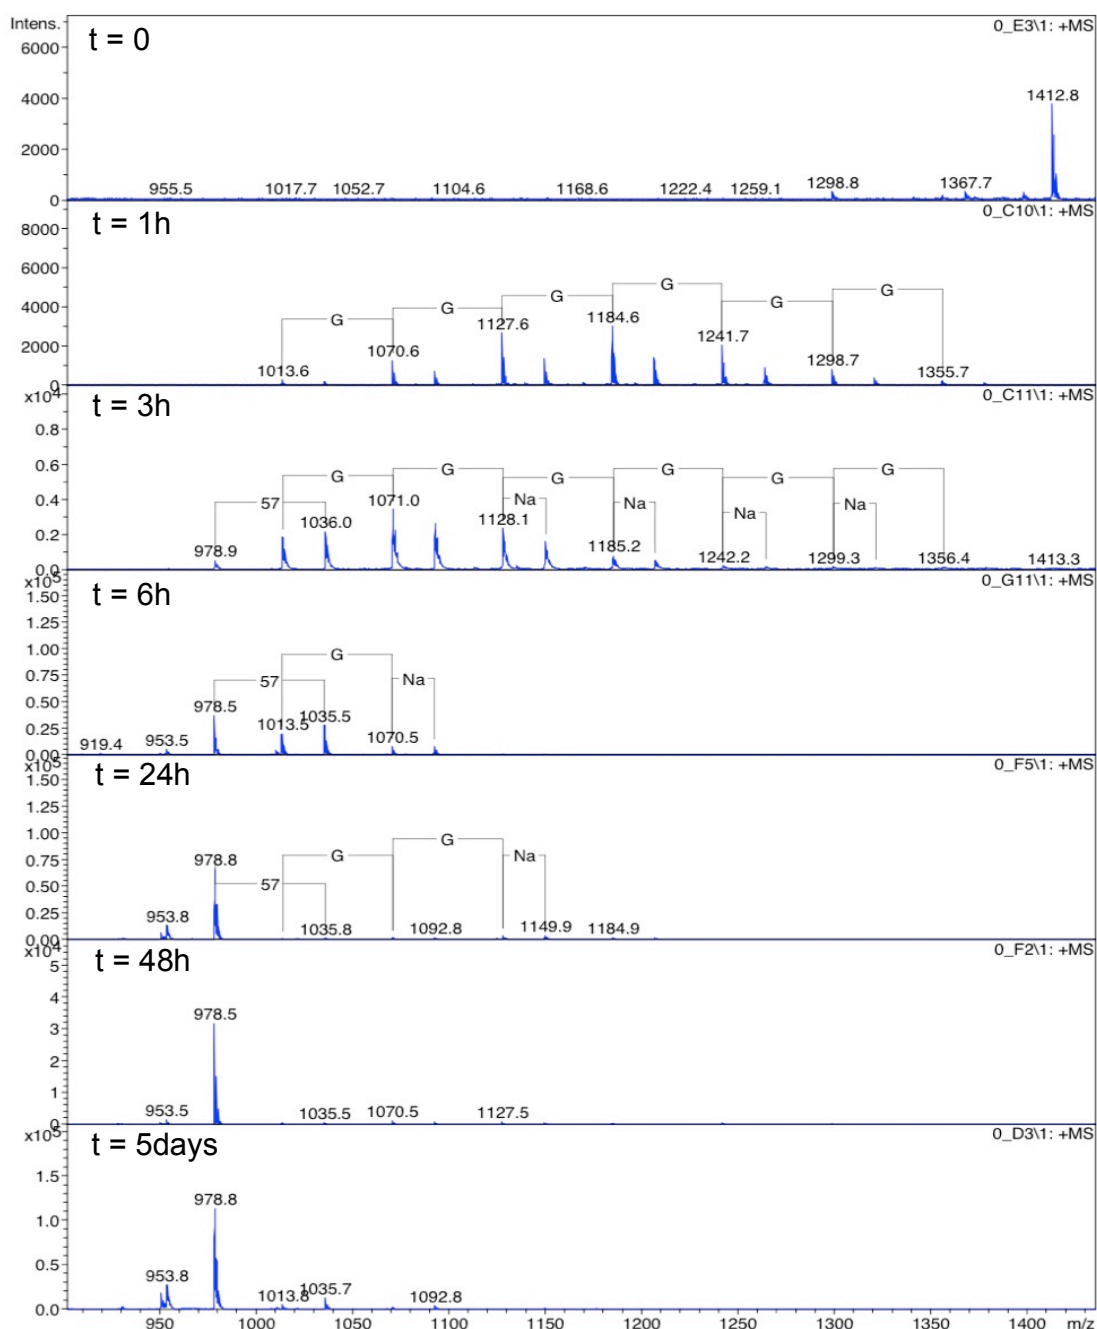 Intens.
0_E3\1: +MS
t = 0
6000
4000
2000
0
955.5 1017.7 1052.7 1104.6 1168.6 1222.4 1259.1 1298.8 1367.7 1412.8
0_C10\1: +MS
t = 1h
8000
6000
4000
2000
0
G G G G G G
1013.6 1070.6 1127.6 1184.6 1241.7 1298.7 1355.7
0_C11\1: +MS
x10⁴
t = 3h
0.8
0.6
0.4
0.2
0.0
57 G G G G G G
Na Na Na Na
978.9 1036.0 1071.0 1128.1 1185.2 1242.2 1299.3 1356.4 1413.3
0_G11\1: +MS
x10⁵
t = 6h
1.50
1.25
1.00
0.75
0.50
0.25
0.00
57 G Na
919.4 953.5 978.5 1013.5 1035.5 1070.5
0_F5\1: +MS
x10⁵
t = 24h
1.50
1.25
1.00
0.75
0.50
0.25
0.00
57 G G Na
953.8 978.8 1035.8 1092.8 1149.9 1184.9
0_F2\1: +MS
x10⁴
t = 48h
5
4
3
2
1
0
953.5 978.5 1035.5 1070.5 1127.5
0_D3\1: +MS
x10⁵
t = 5days
1.5
1.0
0.5
0.0
953.8 978.8 1013.8 1035.7 1092.8
950 1000 1050 1100 1150 1200 1250 1300 1350 1400 m/z